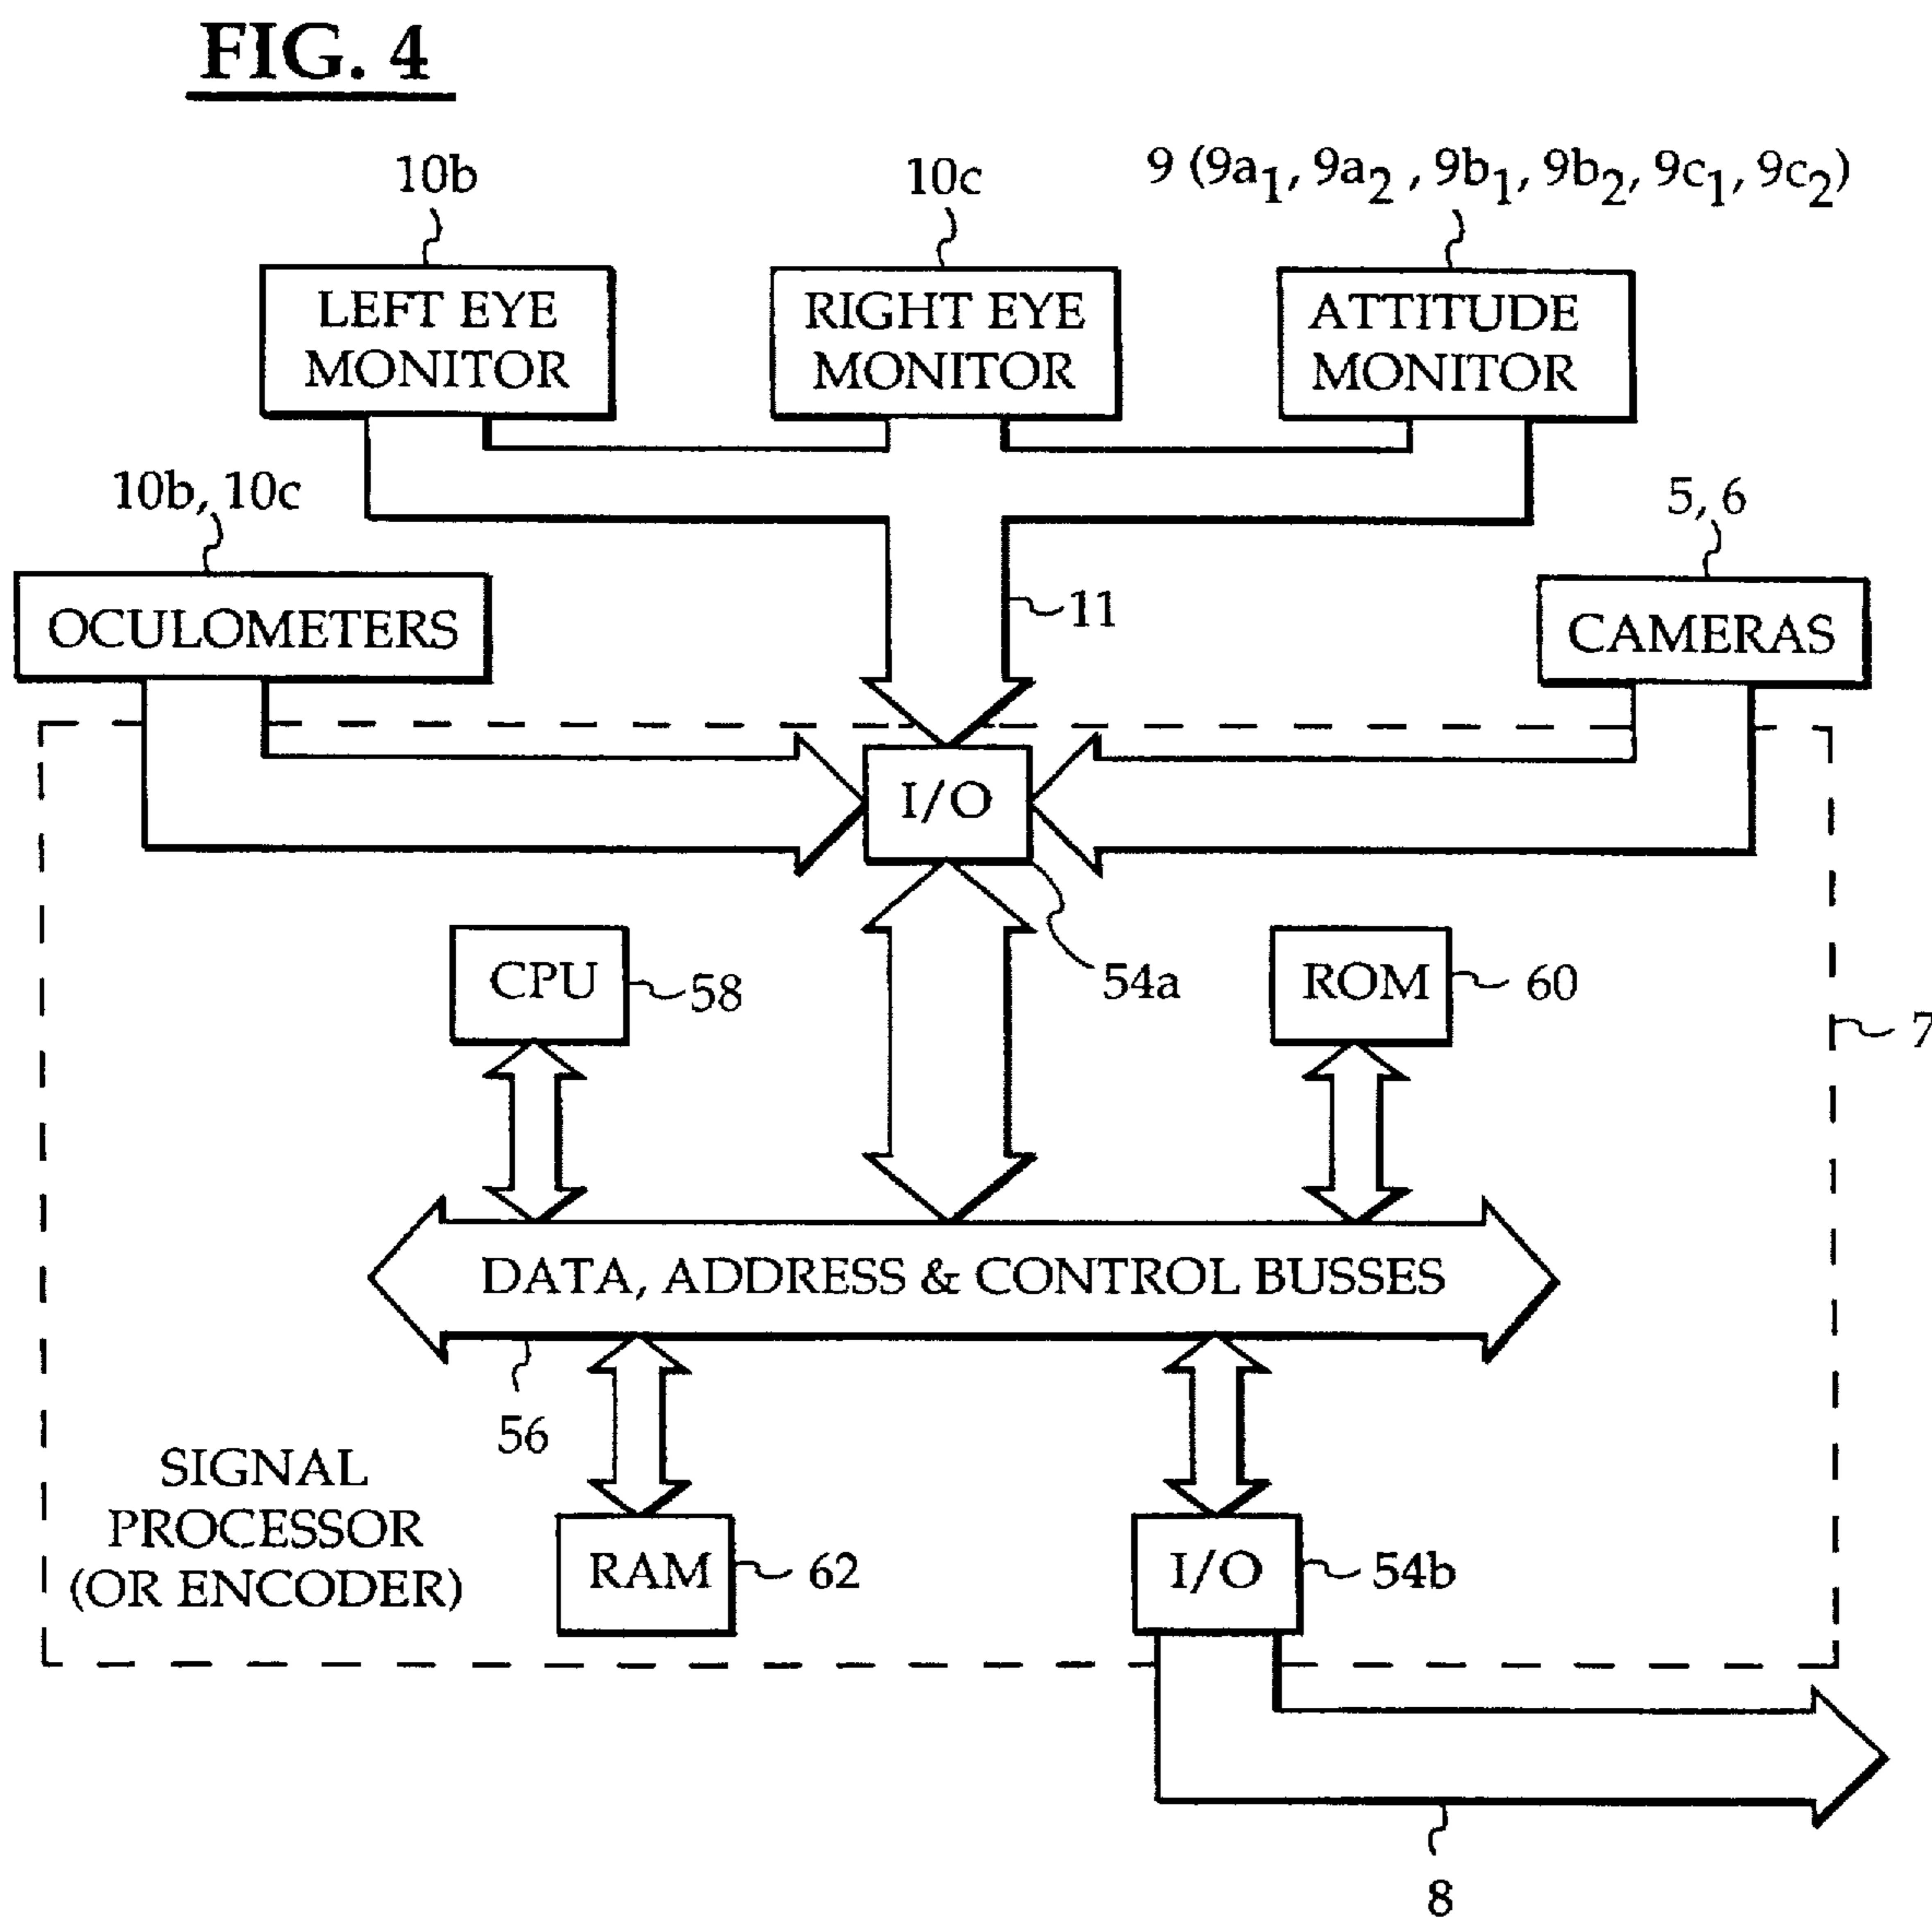 FIG. 4
10b
10c
9 (9a1, 9a2, 9b1, 9b2, 9c1, 9c2)
LEFT EYE
MONITOR
RIGHT EYE
MONITOR
ATTITUDE
MONITOR
10b, 10c
5, 6
OCULOMETERS
11
CAMERAS
I/O
CPU
58
54a
ROM
60
7
DATA, ADDRESS & CONTROL BUSSES
56
SIGNAL
PROCESSOR
(OR ENCODER)
RAM
62
I/O
54b
8